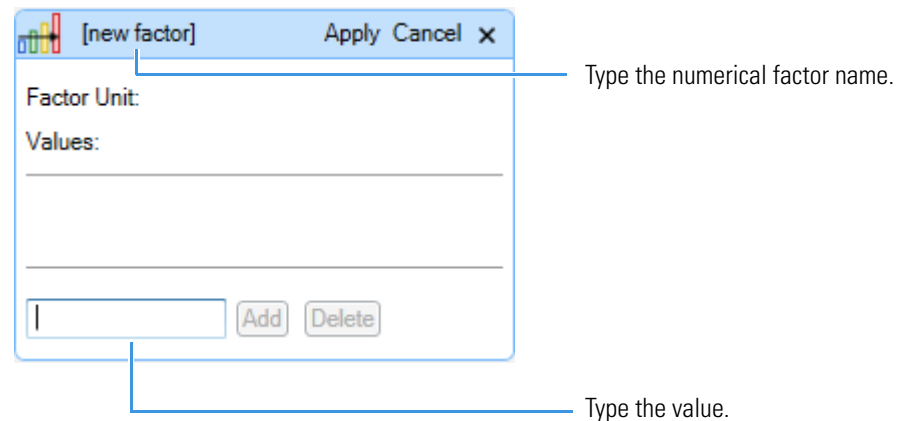 [new factor] Apply Cancel ×
Type the numerical factor name.
Factor Unit:
Values:
Add Delete
Type the value.